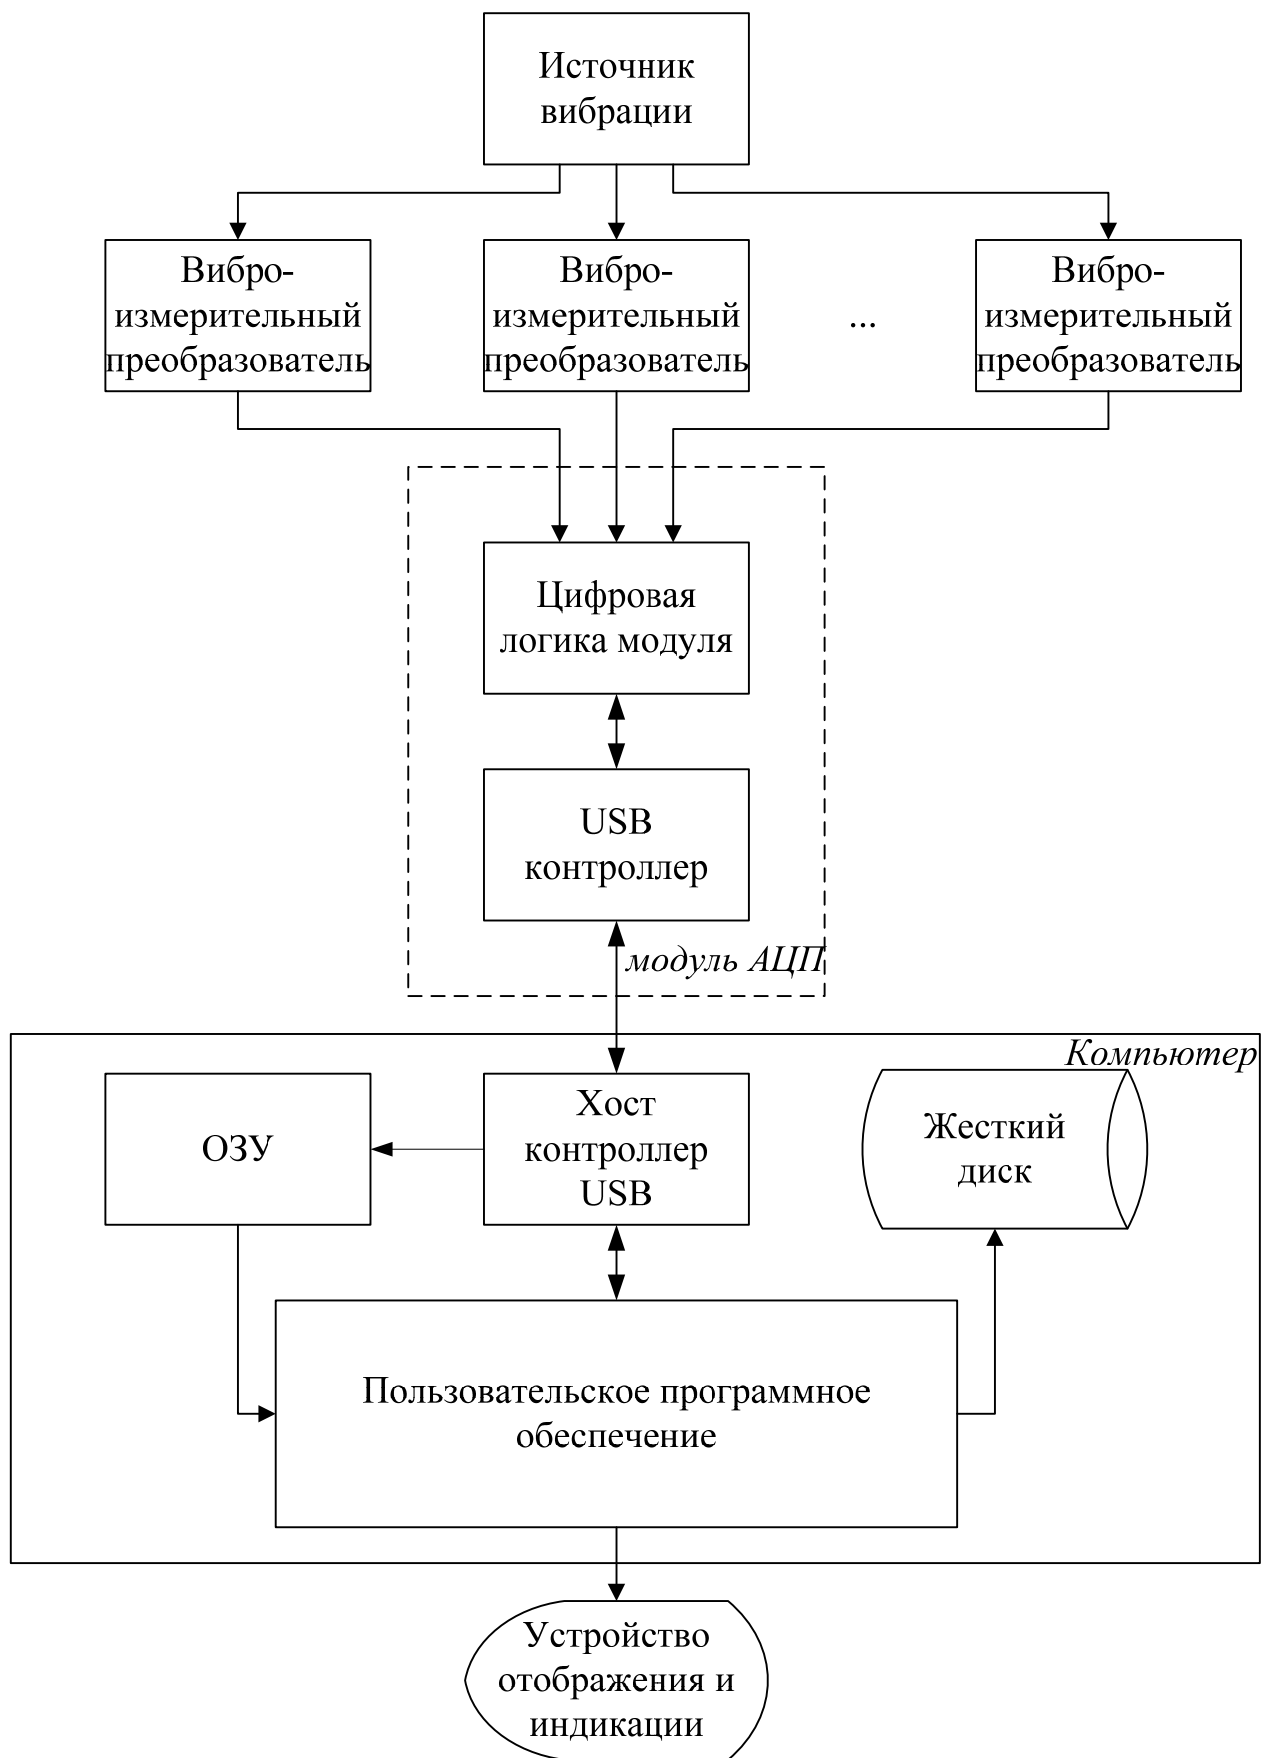 Источник
вибрации
Вибро-
измерительный
преобразователь
Вибро-
измерительный
преобразователь
...
Вибро-
измерительный
преобразователь
Цифровая
логика модуля
USB
контроллер
модуль АЦП
Компьютер
ОЗУ
Хост
контроллер
USB
Жесткий
диск
Пользовательское программное
обеспечение
Устройство
отображения и
индикации